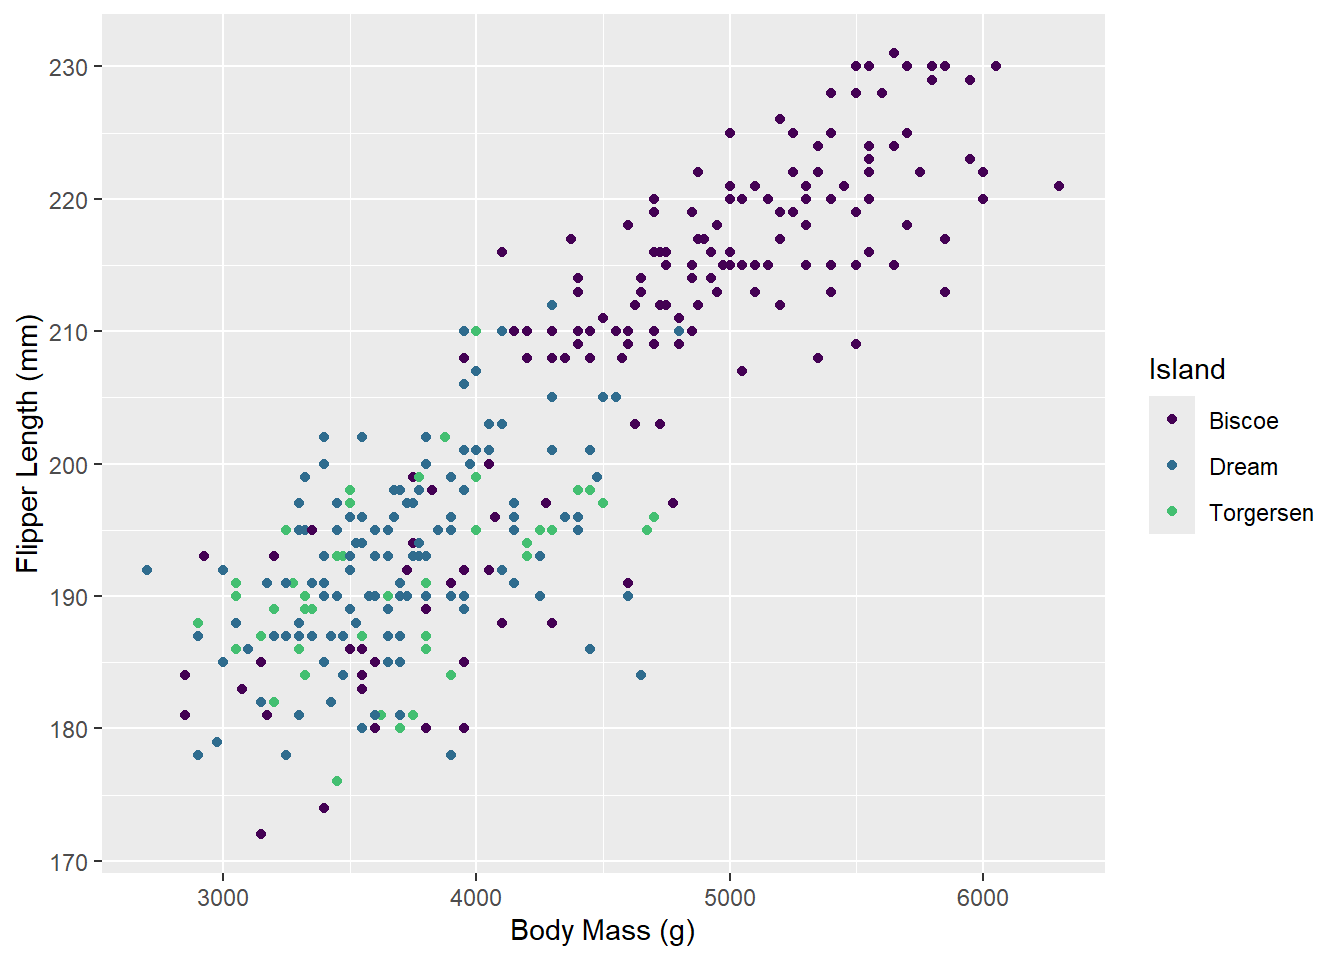 230
220
210
200
190
180
170
3000
4000
5000
6000
Body Mass (g)
Flipper Length (mm)
Island
Biscoe
Dream
Torgersen